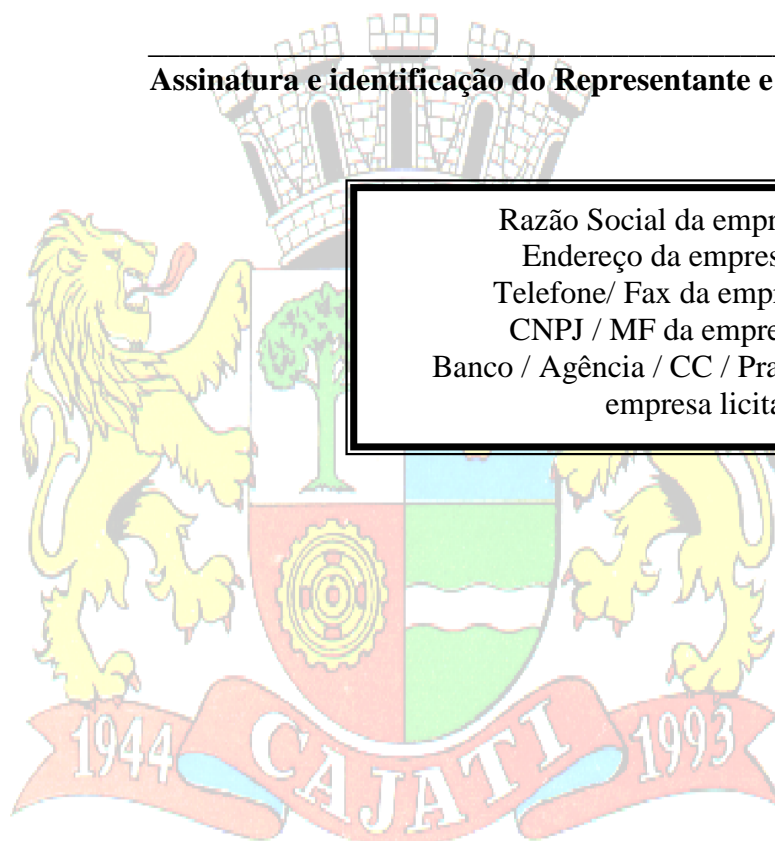 Assinatura e identificação do Representante e
Razão Social da empr
Endereço da empres
Telefone/ Fax da empr
CNPJ / MF da empre
Banco / Agência / CC / Pra
empresa licita
1944 CAJATI 1993